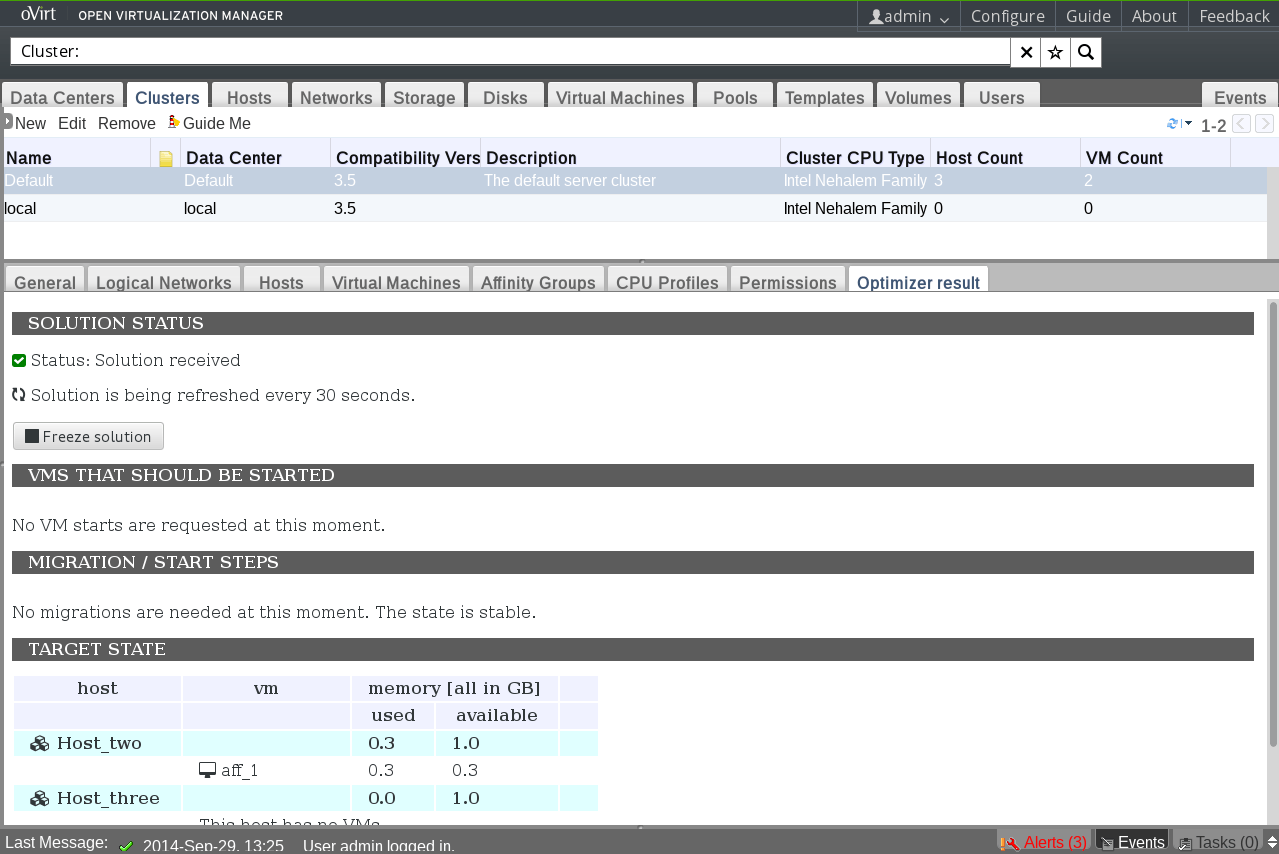 oVirt OPEN VIRTUALIZATION MANAGER admin Configure Guide About Feedback
Cluster:
Data Centers Clusters Hosts Networks Storage Disks Virtual Machines Pools Templates Volumes Users Events
New Edit Remove Guide Me 1-2
Name Data Center Compatibility Vers Description Cluster CPU Type Host Count VM Count
Default Default 3.5 The default server cluster Intel Nehalem Family 3 2
local local 3.5 Intel Nehalem Family 0 0
General Logical Networks Hosts Virtual Machines Affinity Groups CPU Profiles Permissions Optimizer result
SOLUTION STATUS
Status: Solution received
Solution is being refreshed every 30 seconds.
Freeze solution
VMS THAT SHOULD BE STARTED
No VM starts are requested at this moment.
MIGRATION / START STEPS
No migrations are needed at this moment. The state is stable.
TARGET STATE
host vm memory [all in GB]
used available
Host_two 0.3 1.0
aff_1 0.3 0.3
Host_three 0.0 1.0
This host has no VMs
Last Message: 2014-Sep-29, 13:25 User admin logged in. Alerts (3) Events Tasks (0)